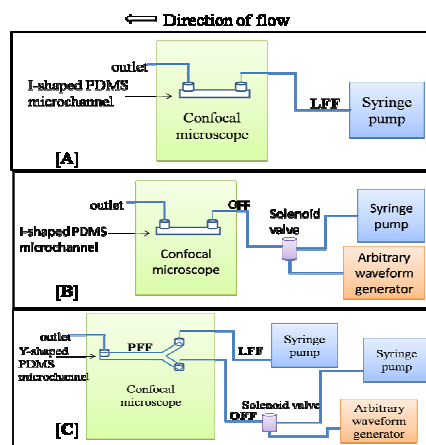 Direction of flow
outlet
I-shaped PDMS
microchannel
LFF
Syringe
pump
Confocal
microscope
[A]
outlet
OFF
Solenoid
valve
Syringe
pump
I-shaped PDMS
microchannel
Confocal
microscope
Arbitrary
waveform
generator
[B]
outlet
PFF
LFF
Syringe
pump
Syringe
pump
Y-shaped
PDMS
microchannel
Confocal
microscope
Solenoid valve
OFF
Arbitrary
waveform
generator
[C]